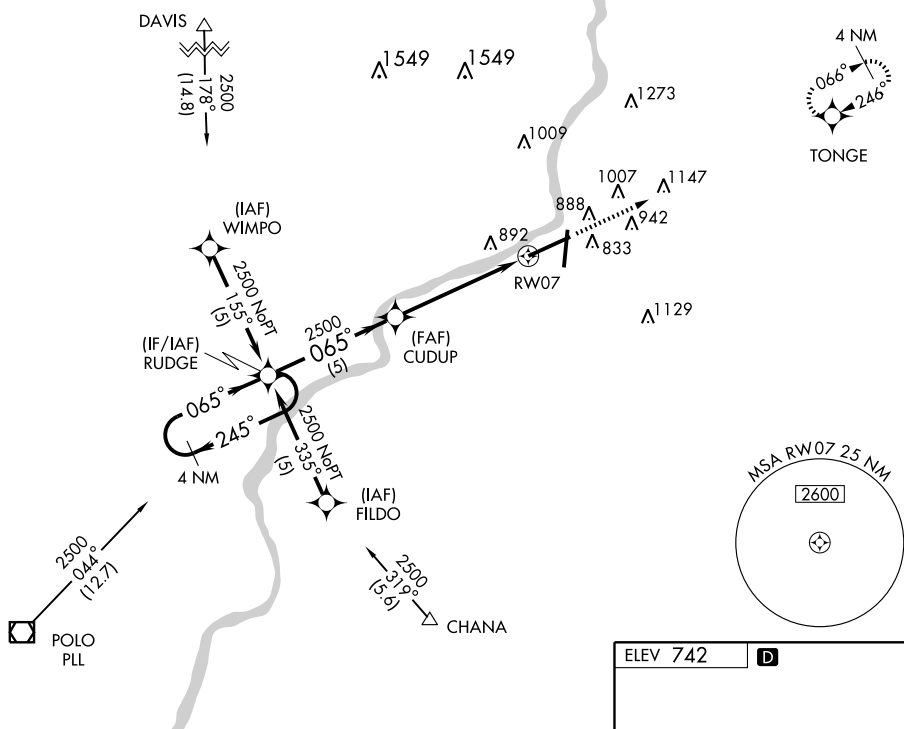 DAVIS
2500
178°
(14.8)
1549
1549
1273
1009
4 NM
066°
246°
TONGE
1007
1147
888
942
892
833
RW07
1129
(IAF)
WIMPO
2500 NoPT
155°
(5)
(IF/IAF)
RUDGE
2500
065°
(5)
(FAF)
CUDUP
065°
245°
4 NM
2500 NoPT
335°
(5)
(IAF)
FILDO
2500
044°
(12.7)
POLO
PLL
2500
319°
(5.6)
CHANA
MSA RW07 25 NM
2600
ELEV 742
D